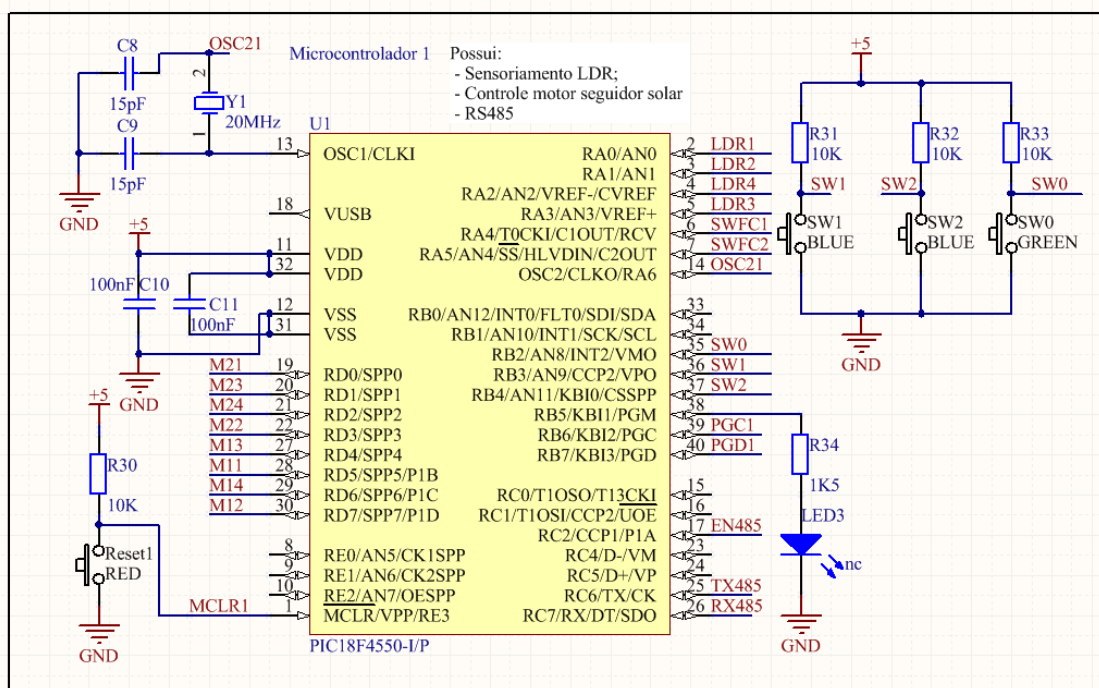 C8
OSC21
15pF
2
Y1
20MHz
1
C9
15pF
GND
Microcontrolador 1
Possui:
- Sensoriamento LDR;
- Controle motor seguidor solar
- RS485
U1
13 OSC1/CLKI
18 VUSB
11 VDD
32 VDD
12 VSS
31 VSS
M21 19 RD0/SPP0
M23 20 RD1/SPP1
M24 21 RD2/SPP2
M22 22 RD3/SPP3
M13 27 RD4/SPP4
M11 28 RD5/SPP5/P1B
M14 29 RD6/SPP6/P1C
M12 30 RD7/SPP7/P1D
8 RE0/AN5/CK1SPP
9 RE1/AN6/CK2SPP
10 RE2/AN7/OESPP
MCLR1 1 MCLR/VPP/RE3
RA0/AN0 2 LDR1
RA1/AN1 3 LDR2
RA2/AN2/VREF-/CVREF 4 LDR4
RA3/AN3/VREF+ 5 LDR3
RA4/T0CKI/C1OUT/RCV 6 SWFC1
RA5/AN4/SS/HLVDIN/C2OUT 7 SWFC2
OSC2/CLKO/RA6 14 OSC21
RB0/AN12/INT0/FLT0/SDI/SDA 33
RB1/AN10/INT1/SCK/SCL 34
RB2/AN8/INT2/VMO 35 SW0
RB3/AN9/CCP2/VPO 36 SW1
RB4/AN11/KBI0/CSSPP 37 SW2
RB5/KBI1/PGM 38
RB6/KBI2/PGC 39 PGC1
RB7/KBI3/PGD 40 PGD1
RC0/T1OSO/T13CKI 15
RC1/T1OSI/CCP2/UOE 16
RC2/CCP1/P1A 17 EN485
RC4/D-/VM 23
RC5/D+/VP 24
RC6/TX/CK 25 TX485
RC7/RX/DT/SDO 26 RX485
PIC18F4550-I/P
+5
100nF C10
C11
100nF
GND
+5
R30
10K
Reset1
RED
GND
+5
R31
10K
R32
10K
R33
10K
SW1
SW2
SW0
SW1
BLUE
SW2
BLUE
SW0
GREEN
GND
R34
1K5
LED3
nc
GND